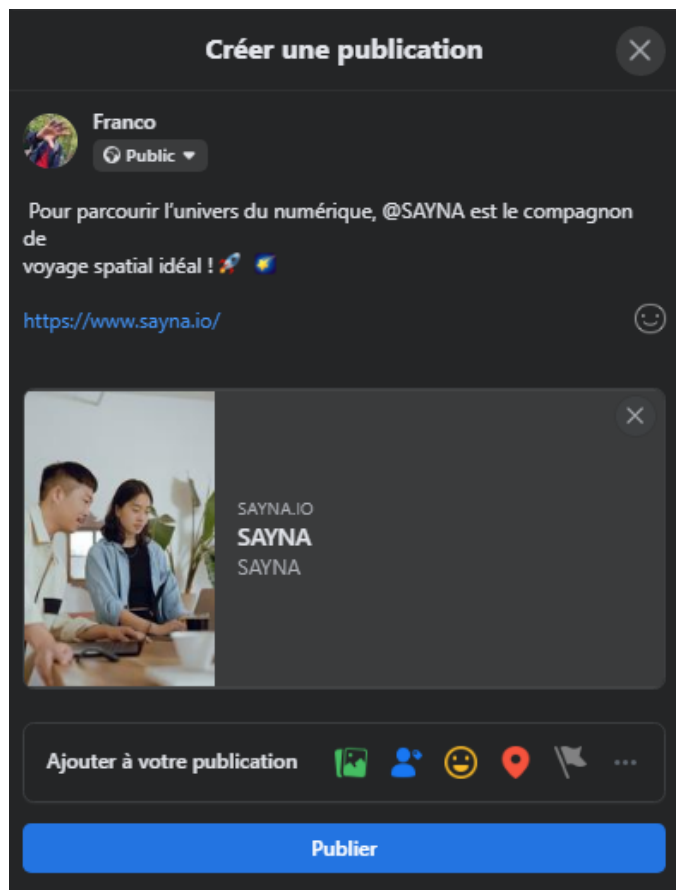 Créer une publication
Franco
Public
Pour parcourir l’univers du numérique, @SAYNA est le compagnon
de
voyage spatial idéal ! 🚀 🌠
https://www.sayna.io/
SAYNA.IO
SAYNA
SAYNA
Ajouter à votre publication
Publier